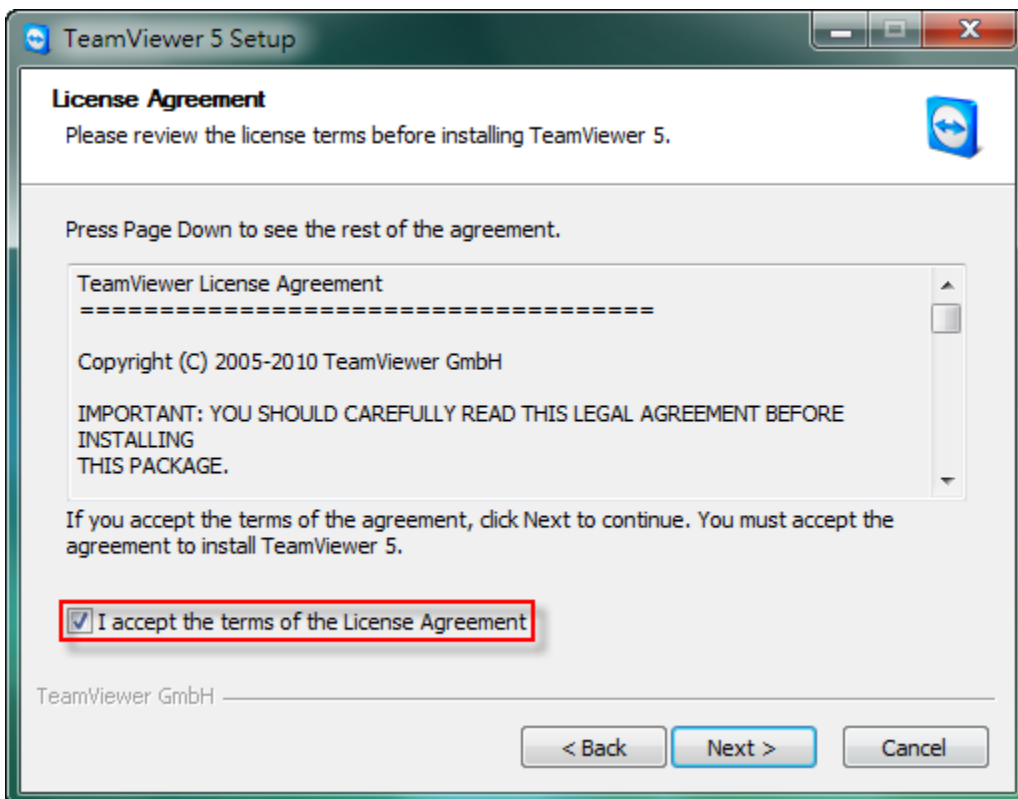 TeamViewer 5 Setup
License Agreement
Please review the license terms before installing TeamViewer 5.
Press Page Down to see the rest of the agreement.
TeamViewer License Agreement
====================================
Copyright (C) 2005-2010 TeamViewer GmbH
IMPORTANT: YOU SHOULD CAREFULLY READ THIS LEGAL AGREEMENT BEFORE
INSTALLING
THIS PACKAGE.
If you accept the terms of the agreement, click Next to continue. You must accept the
agreement to install TeamViewer 5.
I accept the terms of the License Agreement
TeamViewer GmbH
< Back Next > Cancel